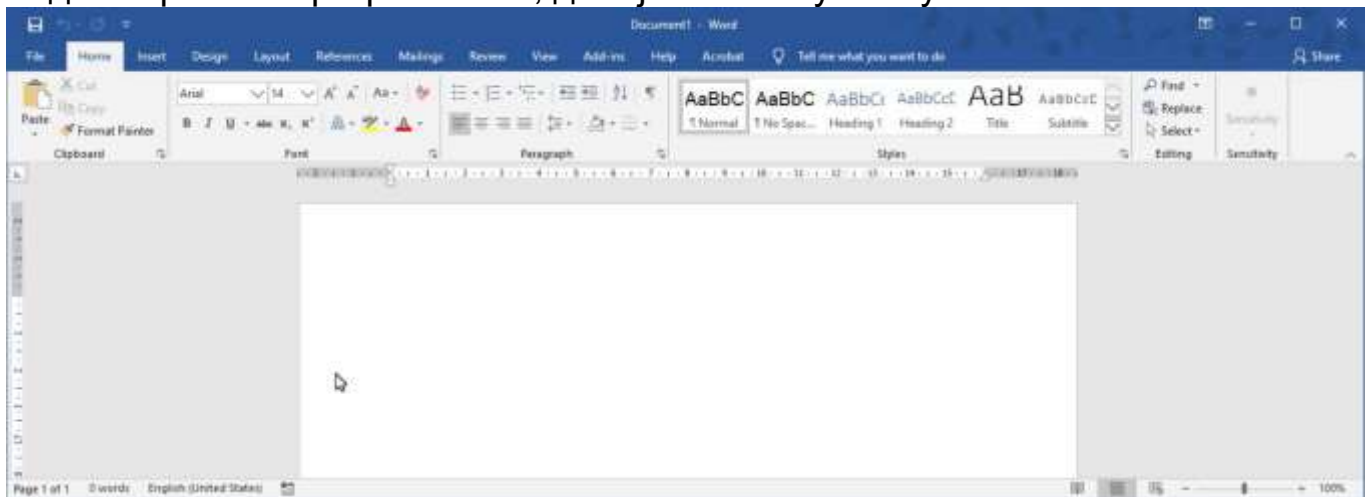 Document1 - Word
File Home Insert Design Layout References Mailings Review View Add-ins Help Acrobat Tell me what you want to do Share
Cut
Copy
Paste
Format Painter
Clipboard
Arial 14
Font
Paragraph
AaBbC AaBbC AaBbCc AaBbCcC AaB AaBbCcC
¶ Normal ¶ No Spac... Heading 1 Heading 2 Title Subtitle
Styles
Find
Replace
Select
Editing
Sensitivity
Sensitivity
Page 1 of 1 0 words English (United States) 100%